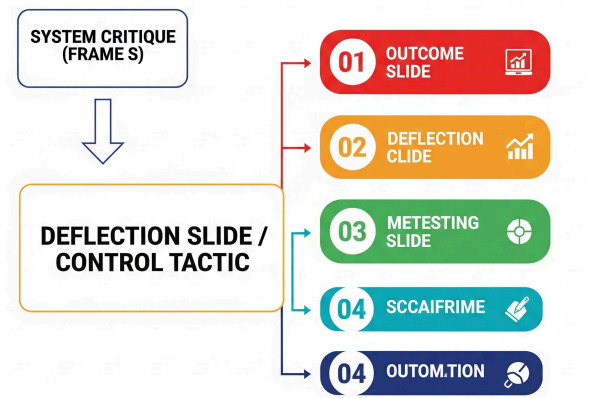 SYSTEM CRITIQUE
(FRAME S)
DEFLECTION SLIDE /
CONTROL TACTIC
01 OUTCOME
SLIDE
02 DEFLECTION
CLIDE
03 METESTING
SLIDE
04 SCCAIFRIME
04 OUTOM.TION